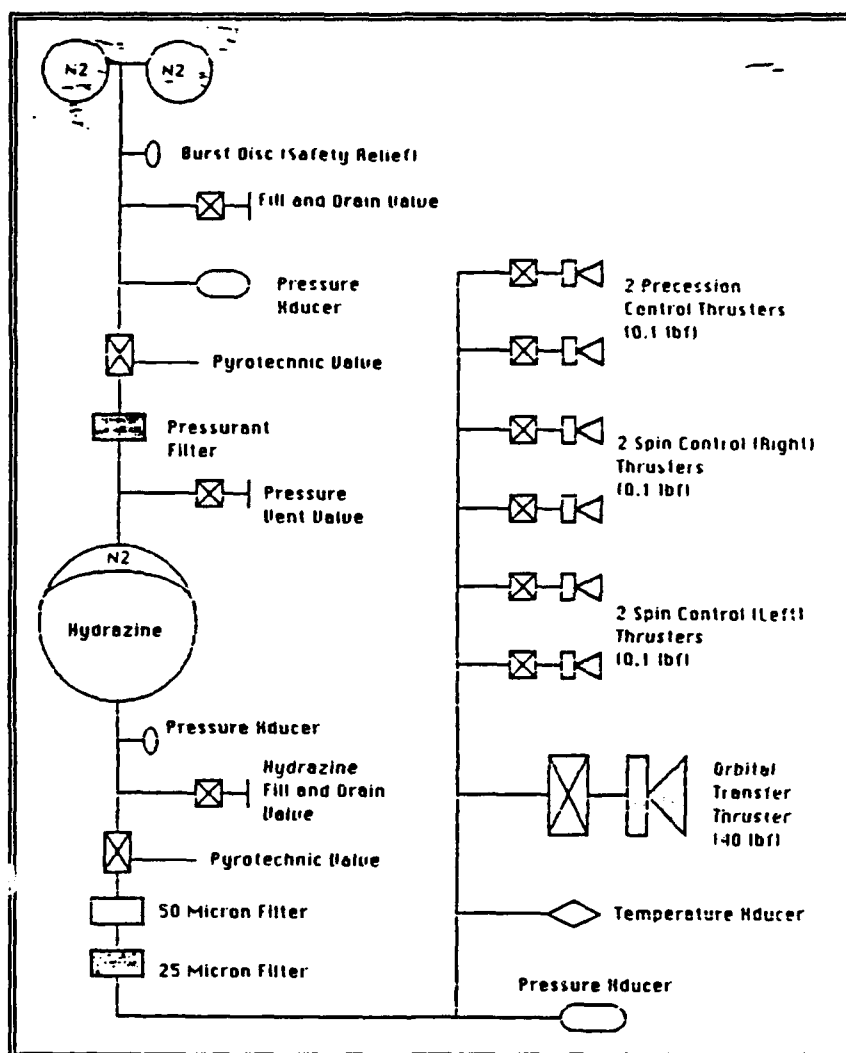 N2
N2
Burst Disc (Safety Relief)
Fill and Drain Valve
Pressure
Xducer
Pyrotechnic Valve
Pressurant
Filter
Pressure
Vent Valve
N2
Hydrazine
Pressure Xducer
Hydrazine
Fill and Drain
Valve
Pyrotechnic Valve
50 Micron Filter
25 Micron Filter
2 Precession
Control Thrusters
(0.1 lbf)
2 Spin Control (Right)
Thrusters
(0.1 lbf)
2 Spin Control (Left)
Thrusters
(0.1 lbf)
Orbital
Transfer
Thruster
(40 lbf)
Temperature Xducer
Pressure Xducer